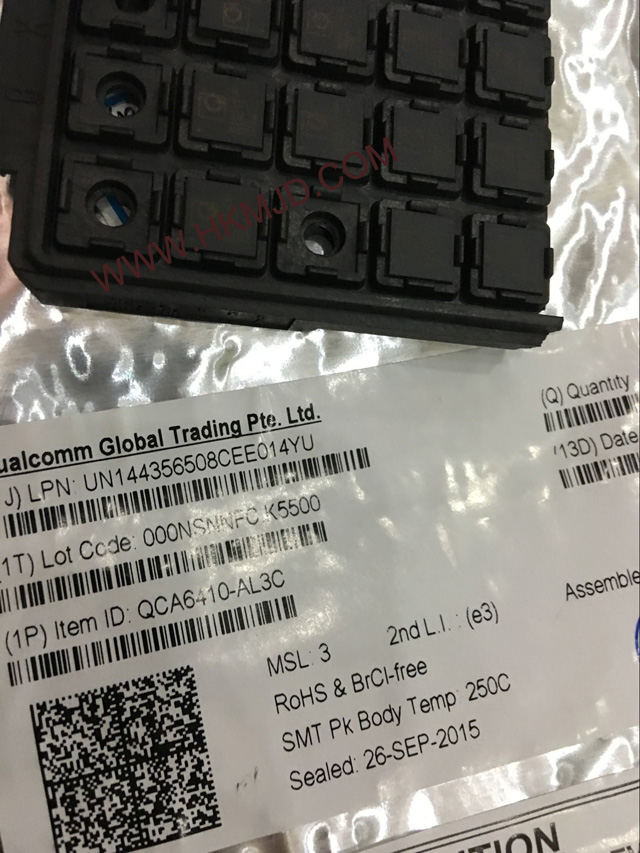 WWW.HKMJD.COM
ualcomm Global Trading Pte. Ltd.
J) LPN: UN144356508CEE014YU
(Q) Quantity
13D) Date
1T) Lot Code: 000NSNNFC K5500
(1P) Item ID: QCA6410-AL3C
Assemble
MSL: 3 2nd L.I. : (e3)
RoHS & BrCl-free
SMT Pk Body Temp 250C
Sealed: 26-SEP-2015